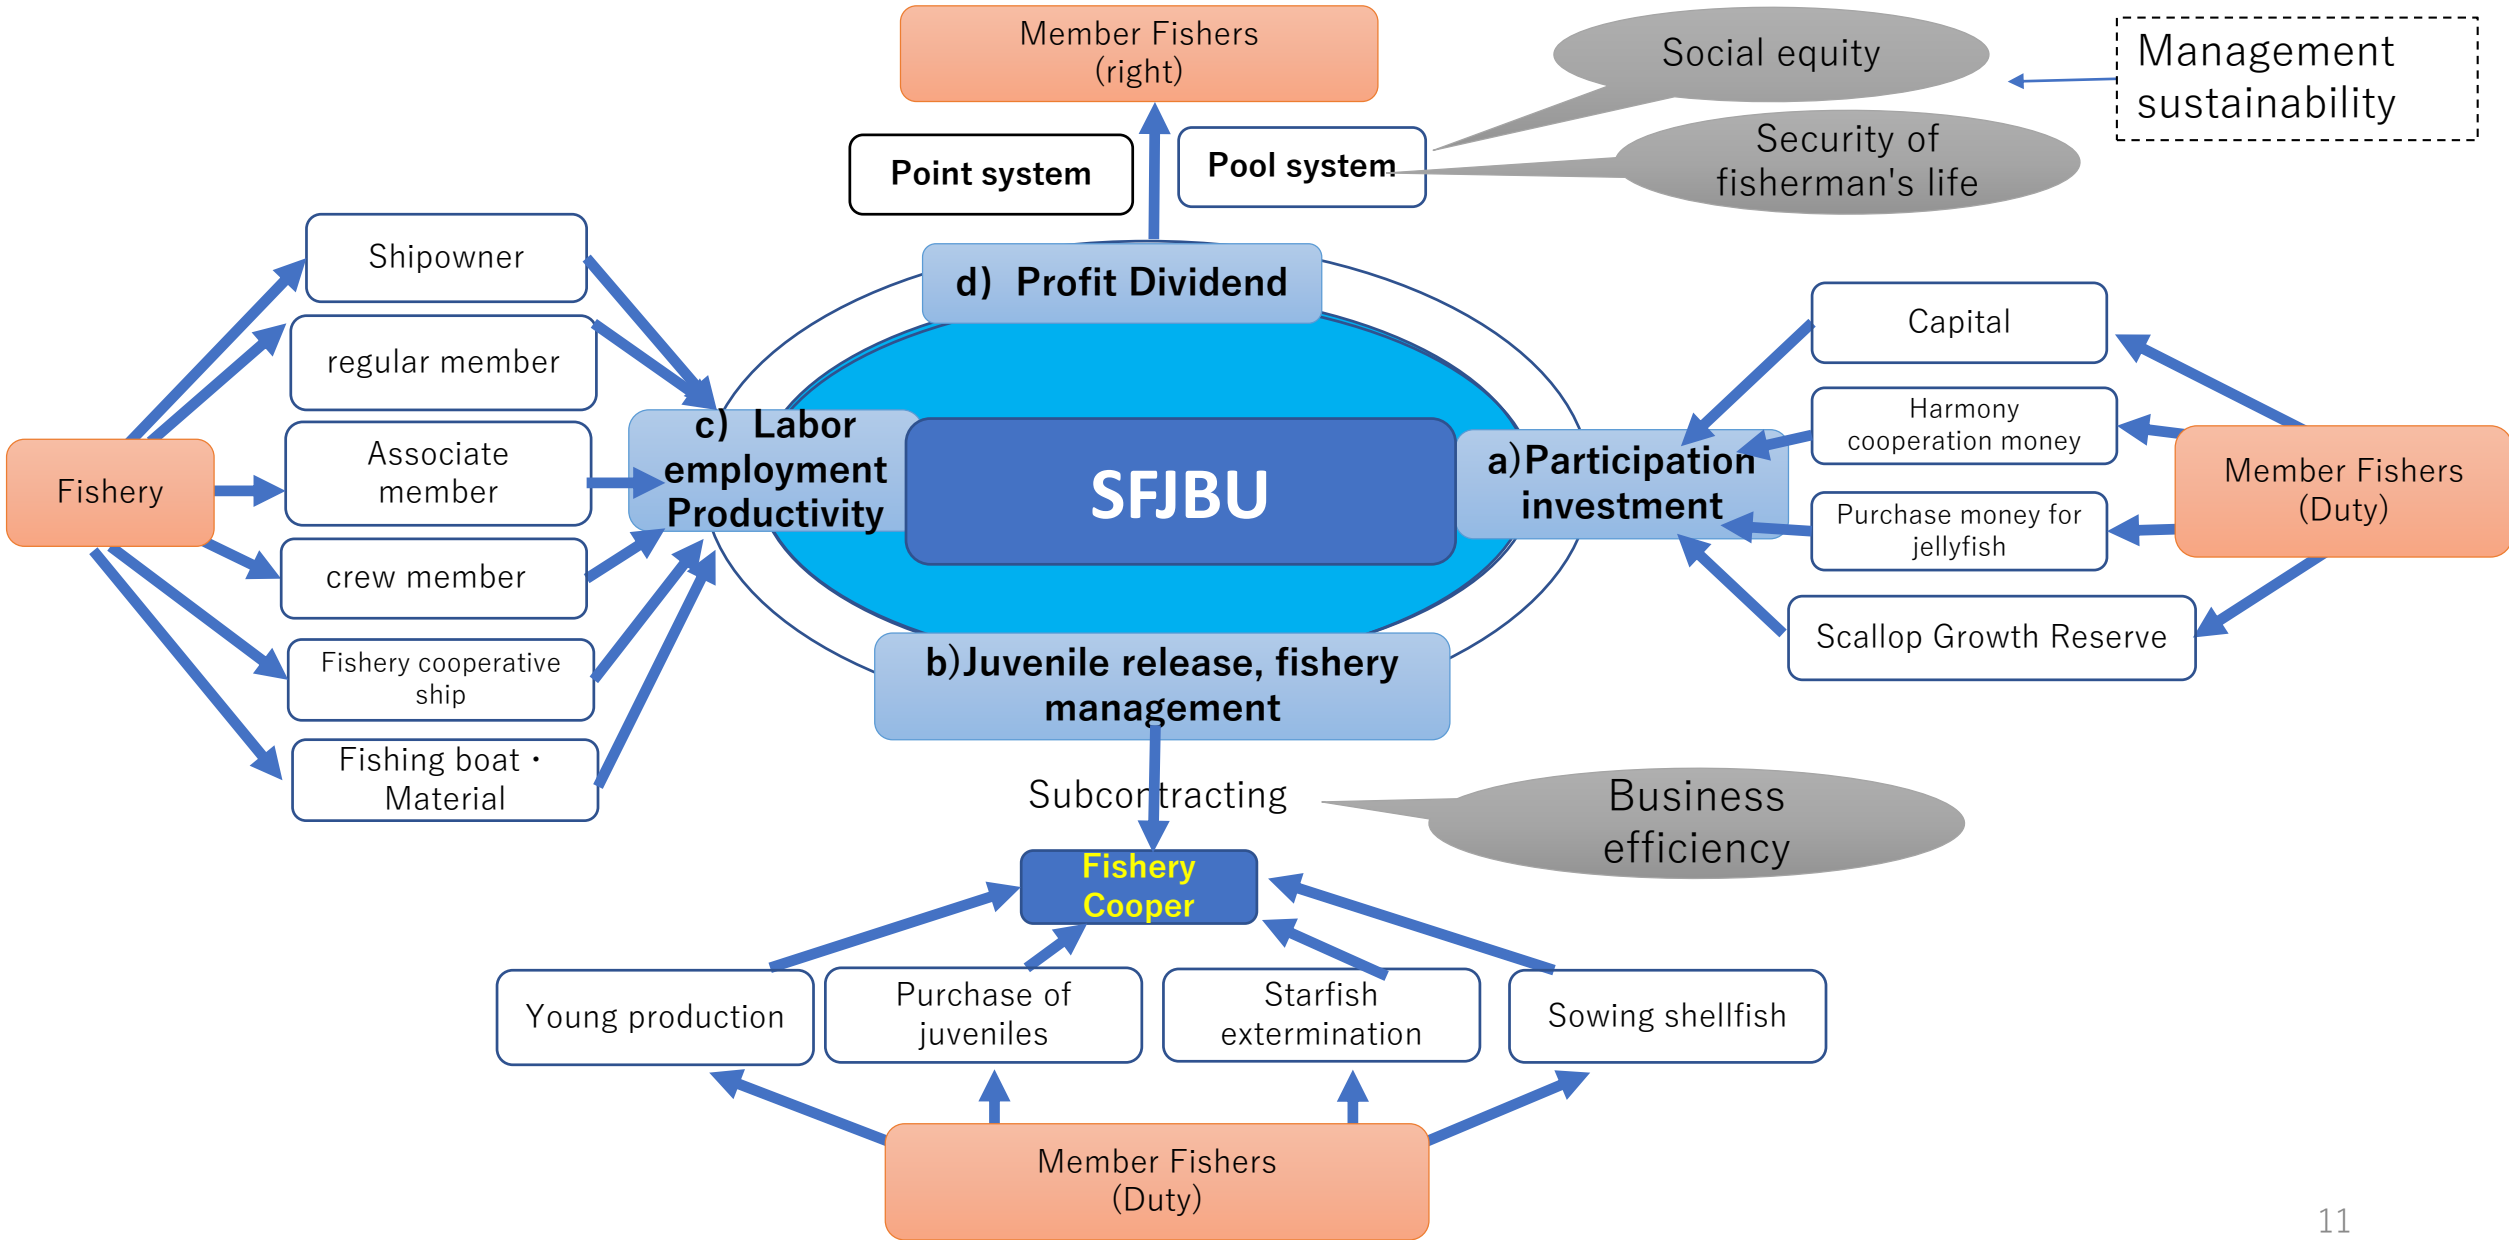 Member Fishers
(right)
Social equity
Management
sustainability
Point system
Pool system
Security of
fisherman's life
Shipowner
d) Profit Dividend
Capital
regular member
Harmony
cooperation money
c) Labor
employment
Productivity
Associate
member
Fishery
SFJBU
a)Participation
investment
Member Fishers
(Duty)
Purchase money for
jellyfish
crew member
Scallop Growth Reserve
Fishery cooperative
ship
b)Juvenile release, fishery
management
Fishing boat・
Material
Subcontracting
Business
efficiency
Fishery
Cooper
Young production
Purchase of
juveniles
Starfish
extermination
Sowing shellfish
Member Fishers
(Duty)
11